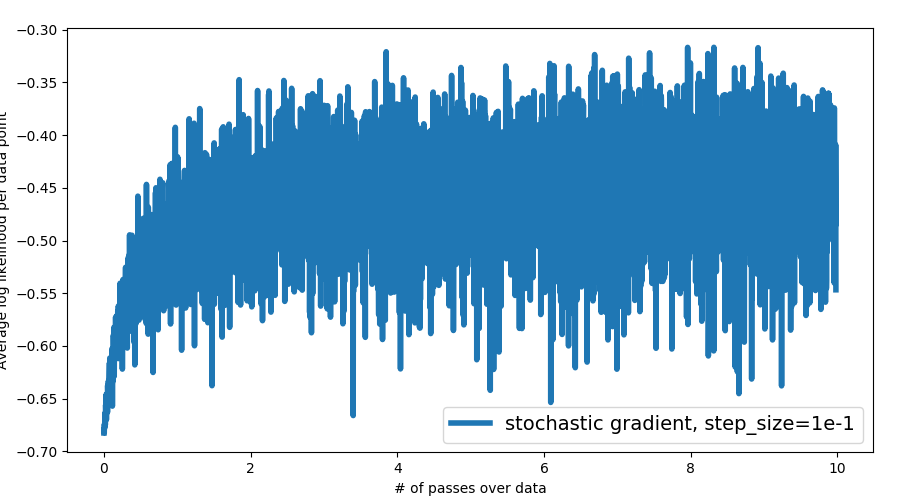 −0.30
−0.35
−0.40
−0.45
−0.50
−0.55
−0.60
−0.65
−0.70
Average log likelihood per data point
0 2 4 6 8 10
# of passes over data
stochastic gradient, step_size=1e-1